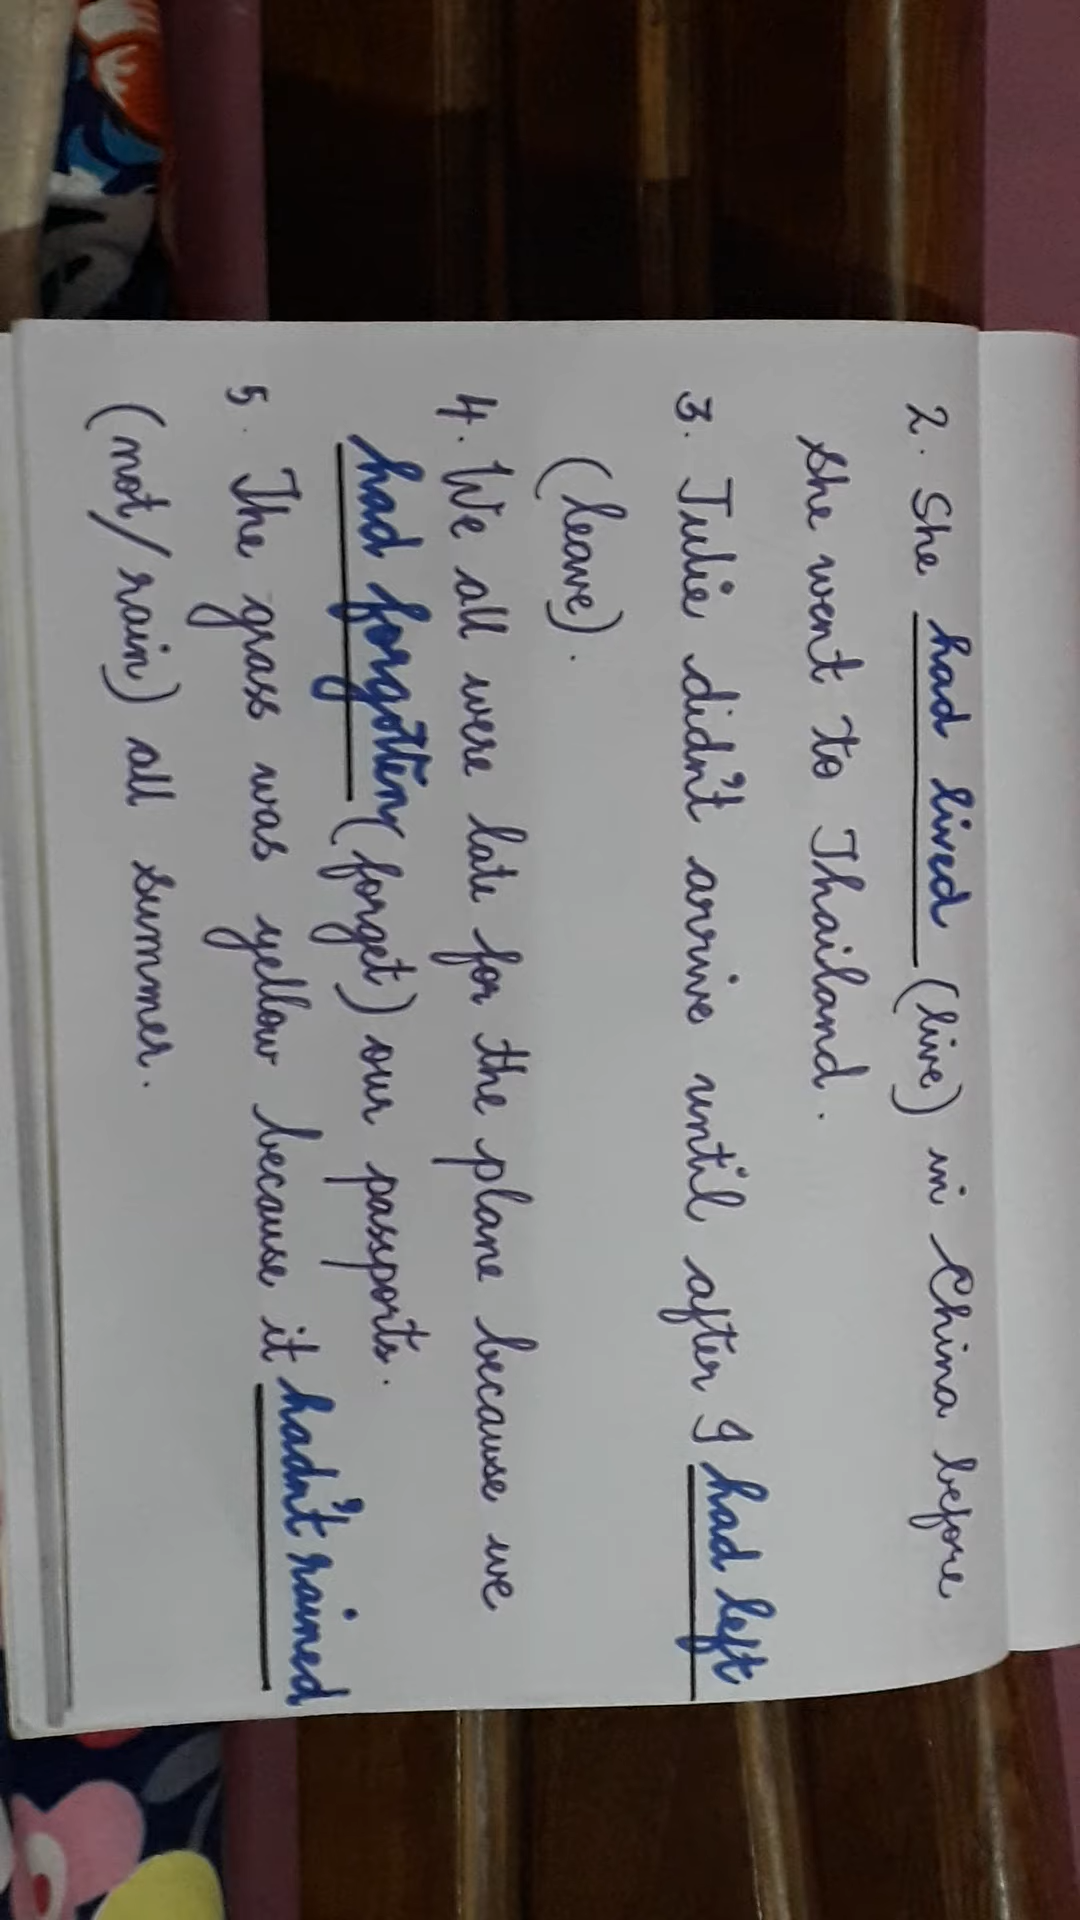 2. She had lived (live) in China before
she went to Thailand.
3. Julie didn't arrive until after I had left
(leave).
4. We all were late for the plane because we
had forgotten (forget) our passports.
5. The grass was yellow because it hadn't rained
(not/rain) all summer.